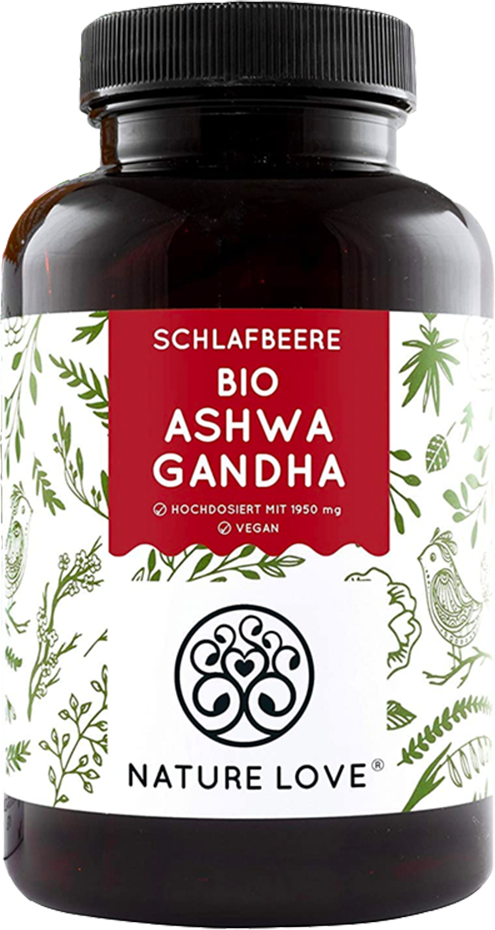 SCHLAFBEERE
BIO
ASHWA
GANDHA
HOCHDOSIERT MIT 1950 mg
VEGAN
NATURE LOVE®